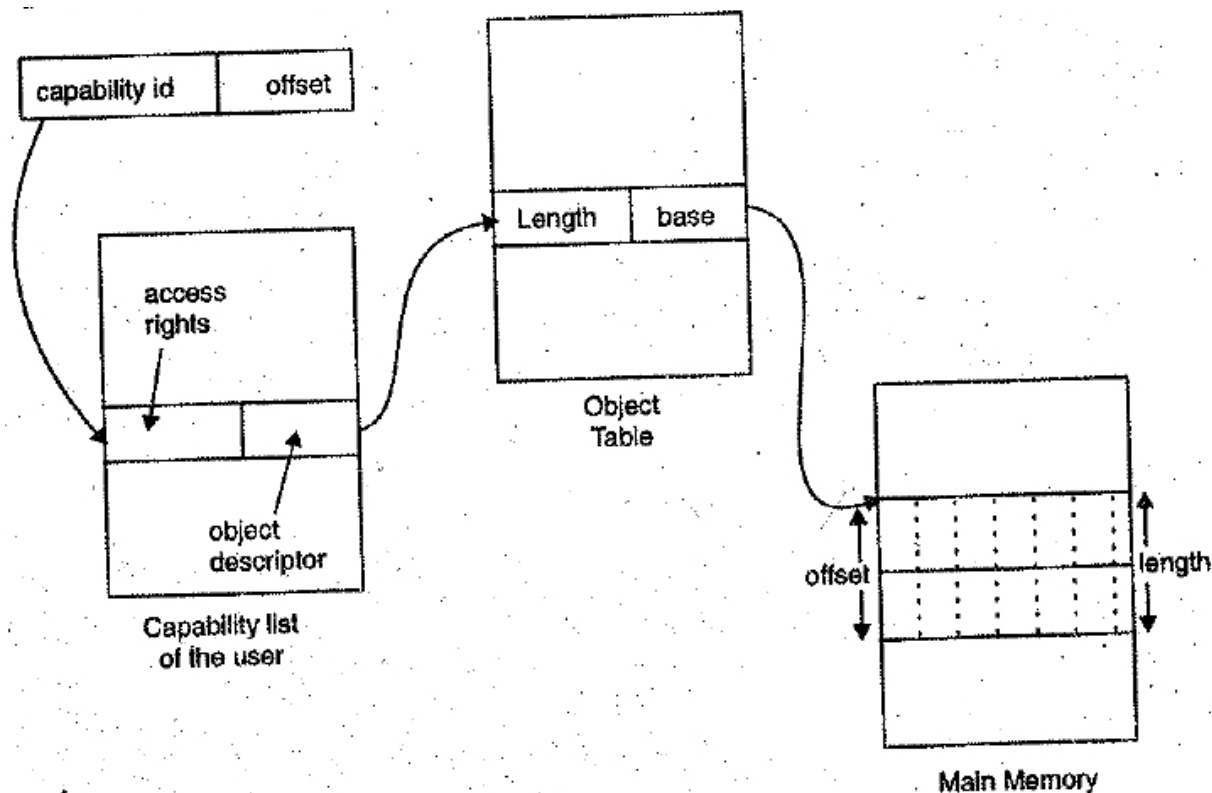 capability id
offset
Length
base
access
rights
Object
Table
object
descriptor
offset
length
Capability list
of the user
Main Memory